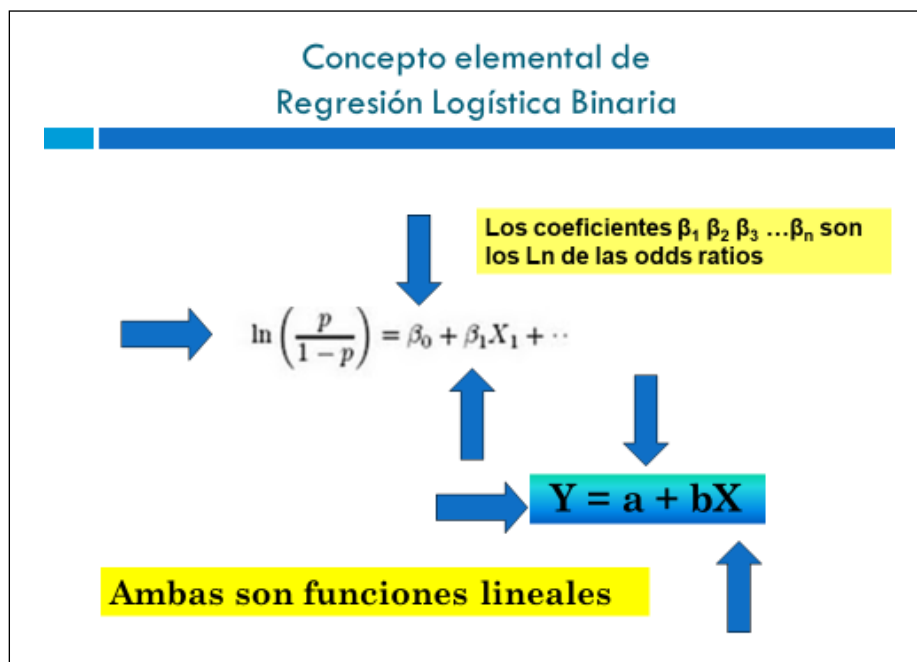 Concepto elemental de
Regresión Logística Binaria
Los coeficientes β₁ β₂ β₃ ...βₙ son
los Ln de las odds ratios
ln(p/(1 − p)) = β₀ + β₁X₁ + ··
Y = a + bX
Ambas son funciones lineales